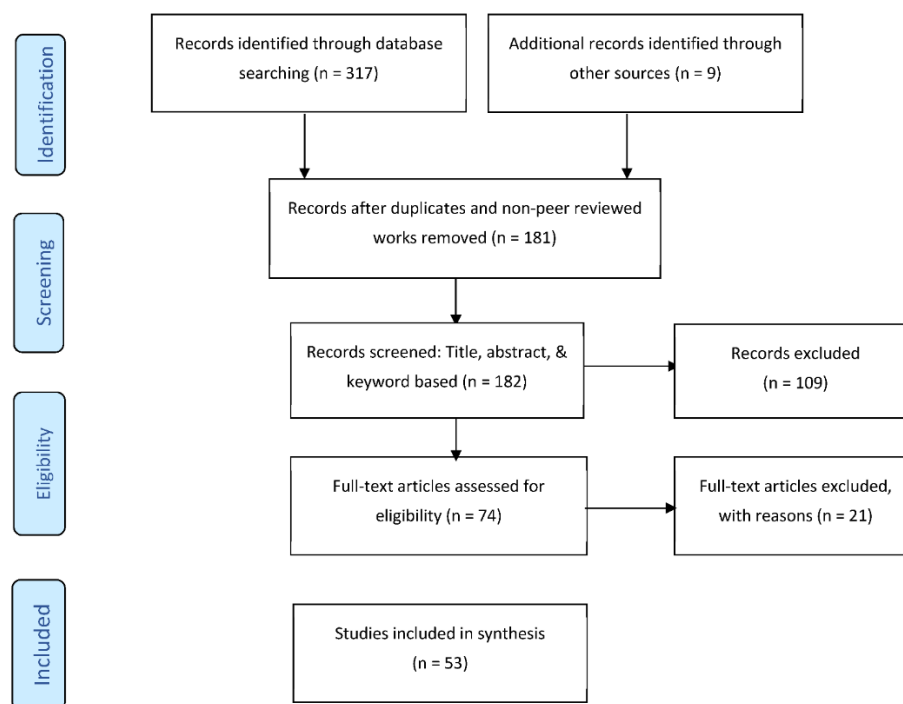 Identification
Records identified through database
searching (n = 317)
Additional records identified through
other sources (n = 9)
Records after duplicates and non-peer reviewed
works removed (n = 181)
Screening
Records screened: Title, abstract, &
keyword based (n = 182)
Records excluded
(n = 109)
Eligibility
Full-text articles assessed for
eligibility (n = 74)
Full-text articles excluded,
with reasons (n = 21)
Included
Studies included in synthesis
(n = 53)